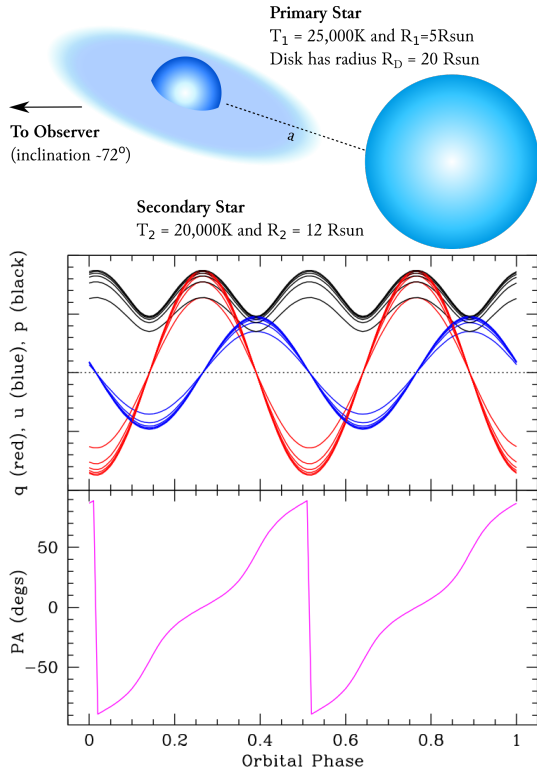 Primary Star
T₁ = 25,000K and R₁=5Rsun
Disk has radius R_D = 20 Rsun
To Observer
(inclination -72°)
a
Secondary Star
T₂ = 20,000K and R₂ = 12 Rsun
q (red), u (blue), p (black)
50
0
−50
PA (degs)
0 0.2 0.4 0.6 0.8 1
Orbital Phase